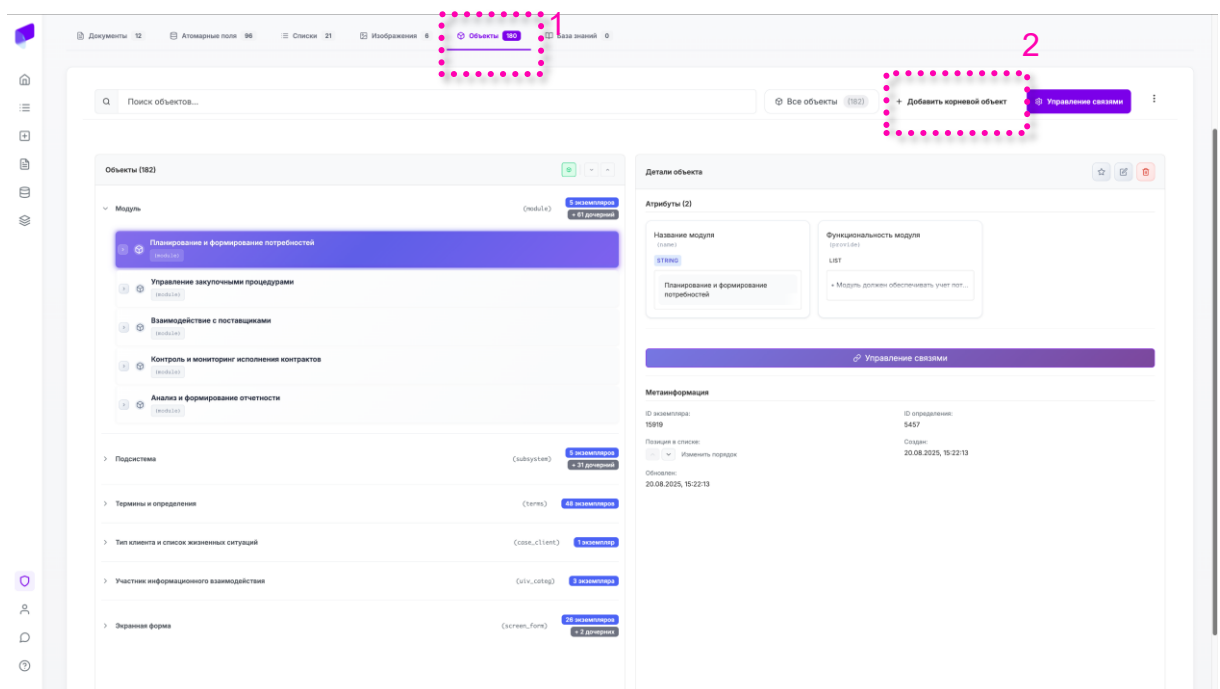 1
Документы 12
Атомарные поля 96
Списки 21
Изображения 6
Объекты 180
База знаний 0
2
Поиск объектов...
Все объекты (182)
+ Добавить корневой объект
Управление связями
Объекты (182)
Модуль
(module)
5 экземпляров
+ 61 дочерний
Планирование и формирование потребностей
(module)
Управление закупочными процедурами
(module)
Взаимодействие с поставщиками
(module)
Контроль и мониторинг исполнения контрактов
(module)
Анализ и формирование отчетности
(module)
Подсистема
(subsystem)
5 экземпляров
+ 31 дочерний
Термины и определения
(terms)
48 экземпляров
Тип клиента и список жизненных ситуаций
(case_client)
1 экземпляр
Участник информационного взаимодействия
(uiv_categ)
3 экземпляра
Экранная форма
(screen_form)
26 экземпляров
+ 2 дочерних
Детали объекта
Атрибуты (2)
Название модуля
(name)
STRING
Планирование и формирование
потребностей
Функциональность модуля
(provides)
LIST
• Модуль должен обеспечивать учет пот...
Управление связями
Метаинформация
ID экземпляра:
15919
ID определения:
5457
Позиция в списке:
Изменить порядок
Создан:
20.08.2025, 15:22:13
Обновлен:
20.08.2025, 15:22:13